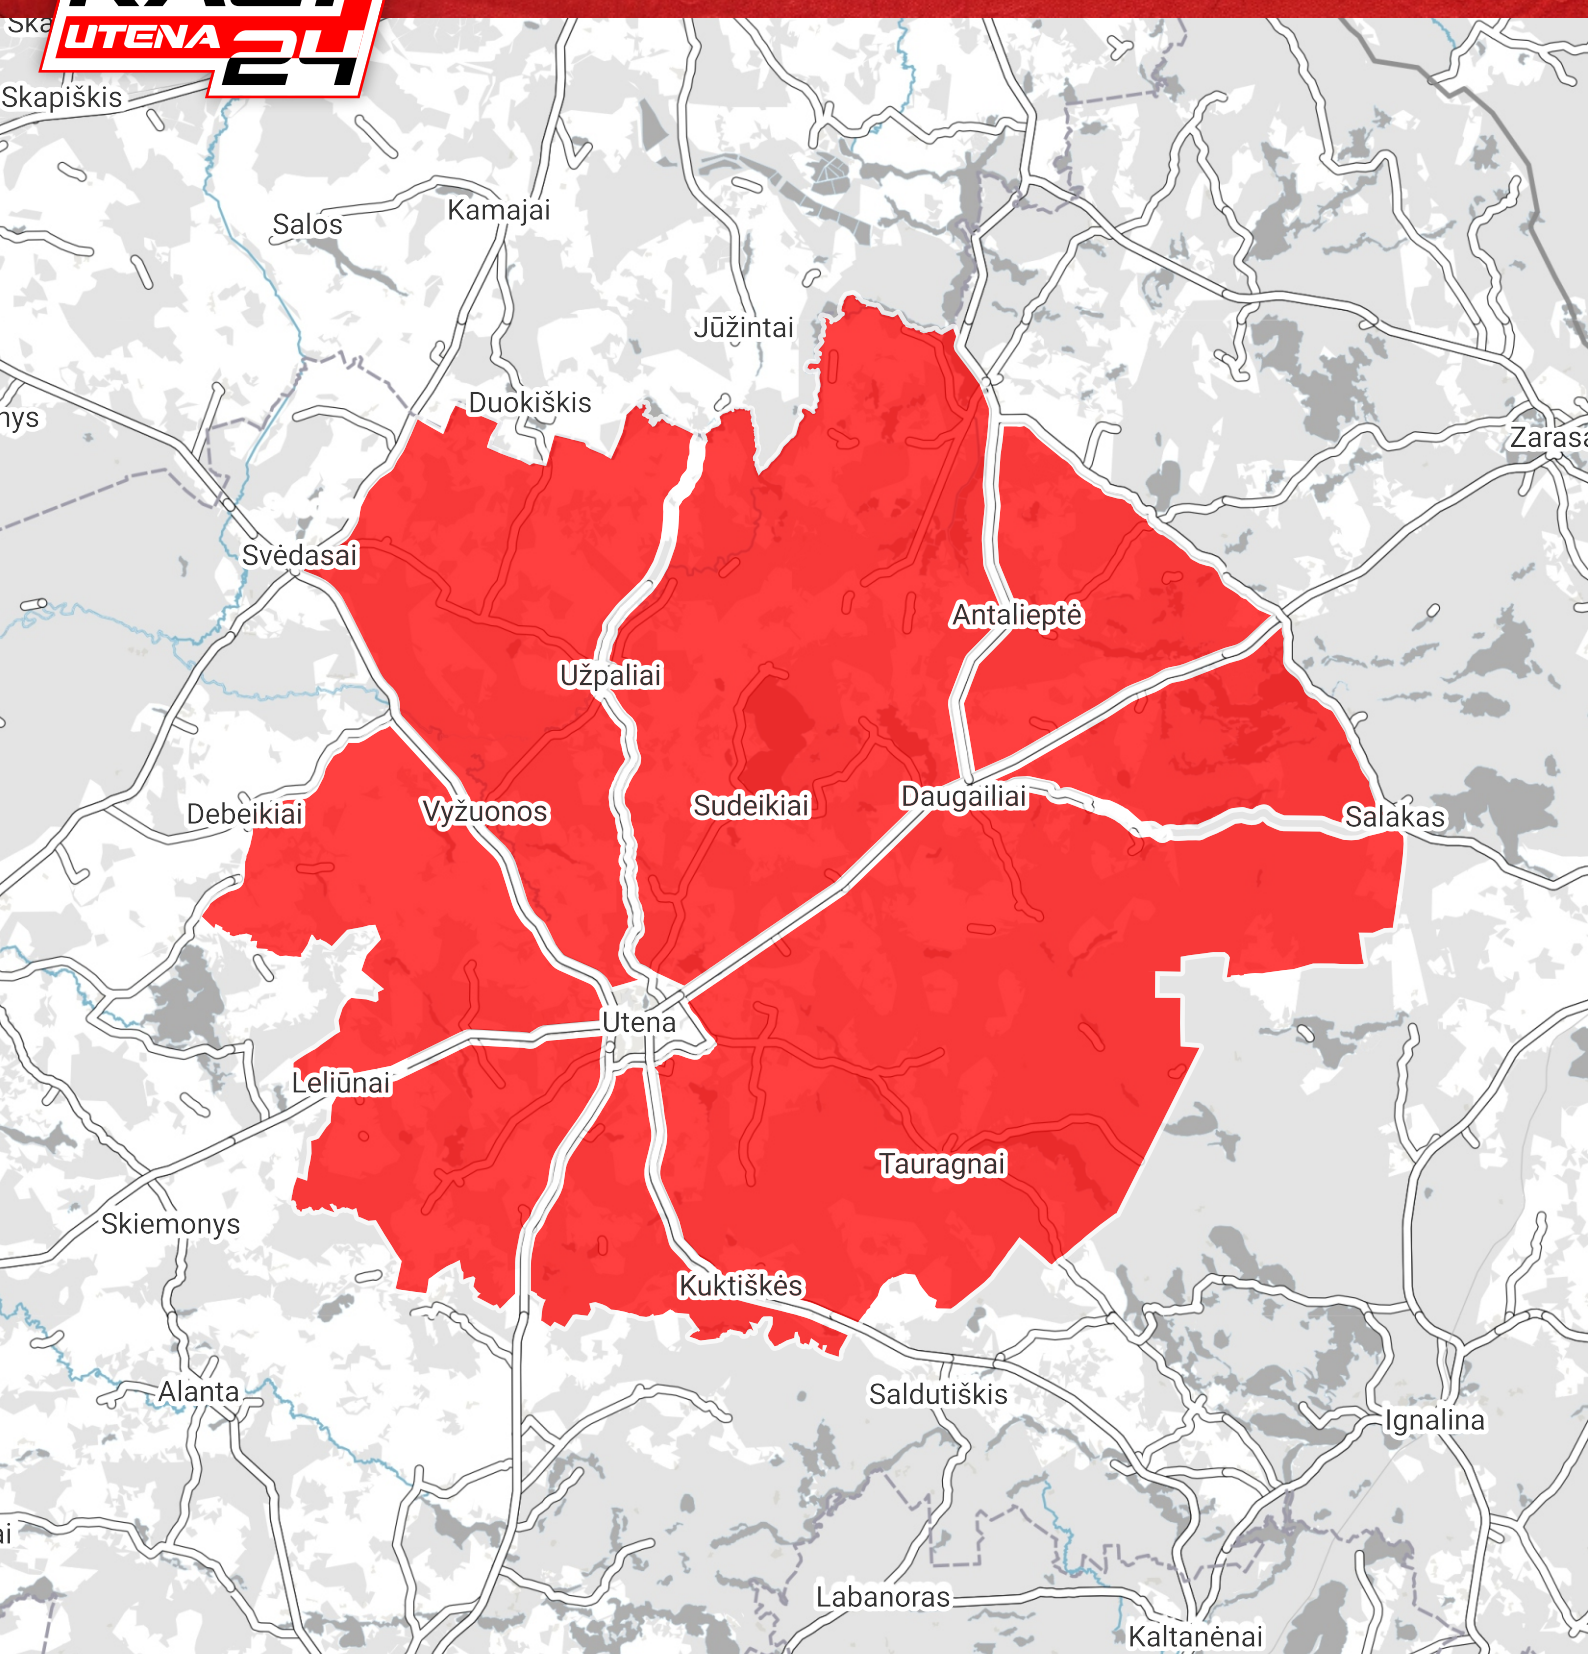 UTENA
24
Skapiškis
Salos
Kamajai
Jūžintai
Duokiškis
Zarasa
Svėdasai
Antalieptė
Užpaliai
Debeikiai
Vyžuonos
Sudeikiai
Daugailiai
Salakas
Utena
Leliūnai
Tauragnai
Skiemonys
Kuktiškės
Alanta
Saldutiškis
Ignalina
Labanoras
Kaltanėnai